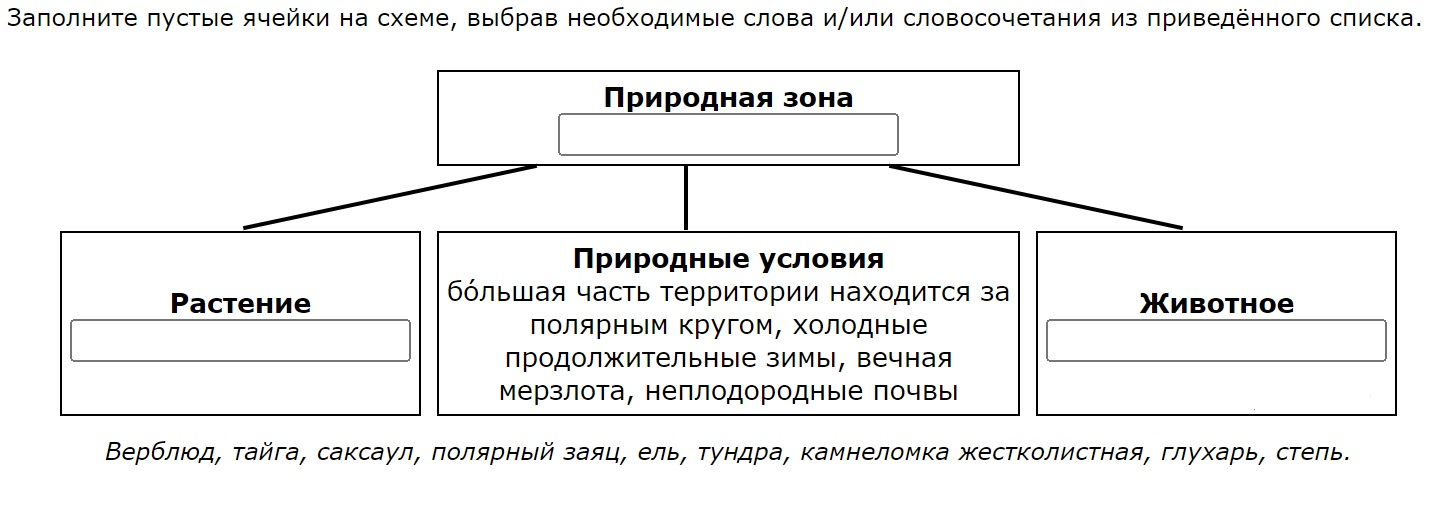 Заполните пустые ячейки на схеме, выбрав необходимые слова и/или словосочетания из приведённого списка.
Природная зона
Растение
Природные условия
бо́льшая часть территории находится за
полярным кругом, холодные
продолжительные зимы, вечная
мерзлота, неплодородные почвы
Животное
Верблюд, тайга, саксаул, полярный заяц, ель, тундра, камнеломка жестколистная, глухарь, степь.